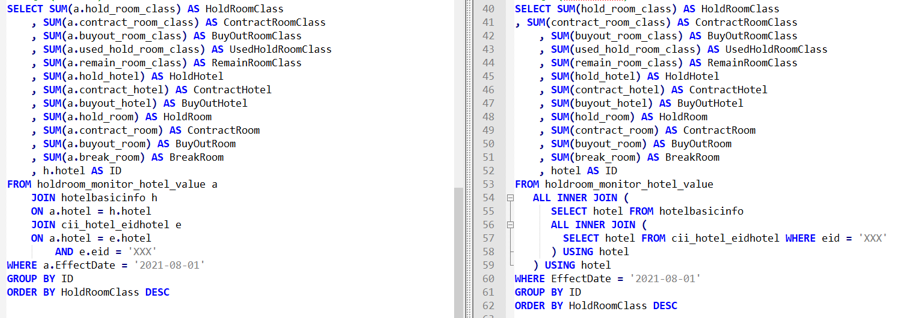 SELECT SUM(a.hold_room_class) AS HoldRoomClass
, SUM(a.contract_room_class) AS ContractRoomClass
, SUM(a.buyout_room_class) AS BuyOutRoomClass
, SUM(a.used_hold_room_class) AS UsedHoldRoomClass
, SUM(a.remain_room_class) AS RemainRoomClass
, SUM(a.hold_hotel) AS HoldHotel
, SUM(a.contract_hotel) AS ContractHotel
, SUM(a.buyout_hotel) AS BuyOutHotel
, SUM(a.hold_room) AS HoldRoom
, SUM(a.contract_room) AS ContractRoom
, SUM(a.buyout_room) AS BuyOutRoom
, SUM(a.break_room) AS BreakRoom
, h.hotel AS ID
FROM holdroom_monitor_hotel_value a
JOIN hotelbasicinfo h
ON a.hotel = h.hotel
JOIN cii_hotel_eidhotel e
ON a.hotel = e.hotel
AND e.eid = 'XXX'
WHERE a.EffectDate = '2021-08-01'
GROUP BY ID
ORDER BY HoldRoomClass DESC
40 SELECT SUM(hold_room_class) AS HoldRoomClass
41 , SUM(contract_room_class) AS ContractRoomClass
42 , SUM(buyout_room_class) AS BuyOutRoomClass
43 , SUM(used_hold_room_class) AS UsedHoldRoomClass
44 , SUM(remain_room_class) AS RemainRoomClass
45 , SUM(hold_hotel) AS HoldHotel
46 , SUM(contract_hotel) AS ContractHotel
47 , SUM(buyout_hotel) AS BuyOutHotel
48 , SUM(hold_room) AS HoldRoom
49 , SUM(contract_room) AS ContractRoom
50 , SUM(buyout_room) AS BuyOutRoom
51 , SUM(break_room) AS BreakRoom
52 , hotel AS ID
53 FROM holdroom_monitor_hotel_value
54 ALL INNER JOIN (
55 SELECT hotel FROM hotelbasicinfo
56 ALL INNER JOIN (
57 SELECT hotel FROM cii_hotel_eidhotel WHERE eid = 'XXX'
58 ) USING hotel
59 ) USING hotel
60 WHERE EffectDate = '2021-08-01'
61 GROUP BY ID
62 ORDER BY HoldRoomClass DESC